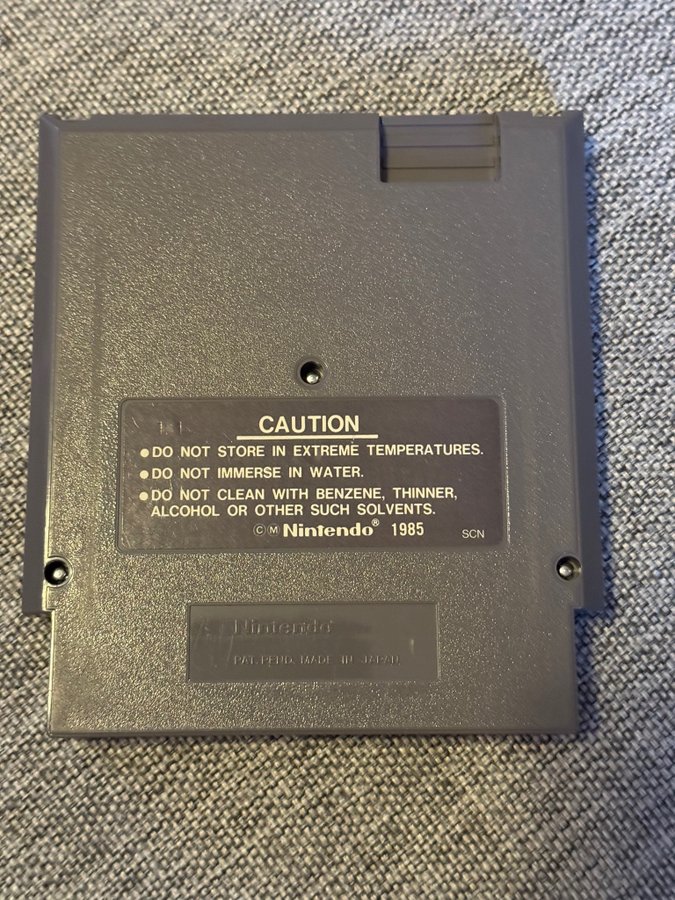 CAUTION
●DO NOT STORE IN EXTREME TEMPERATURES.
●DO NOT IMMERSE IN WATER.
●DO NOT CLEAN WITH BENZENE, THINNER,
ALCOHOL OR OTHER SUCH SOLVENTS.
ⒸⓂ Nintendo® 1985 SCN
Nintendo®
PAT. PEND. MADE IN JAPAN